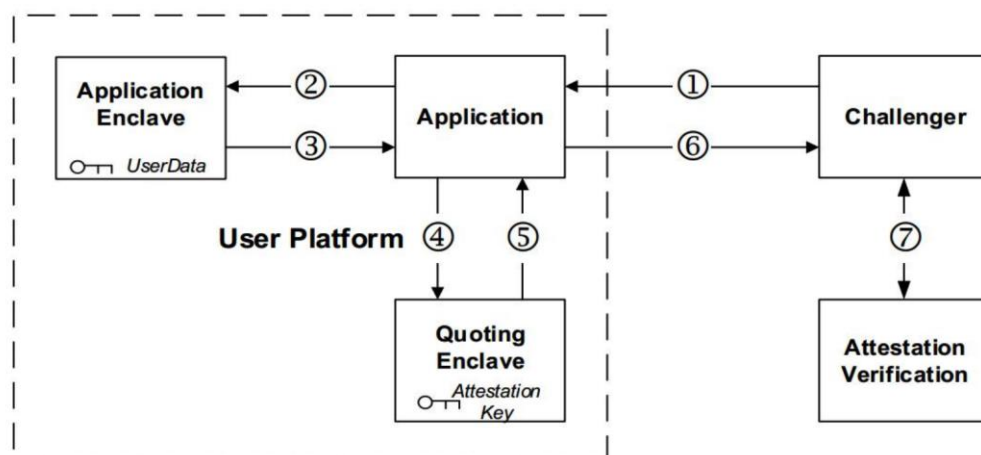 Application
Enclave
UserData
②
③
Application
①
⑥
Challenger
User Platform
④
⑤
⑦
Quoting
Enclave
Attestation
Key
Attestation
Verification